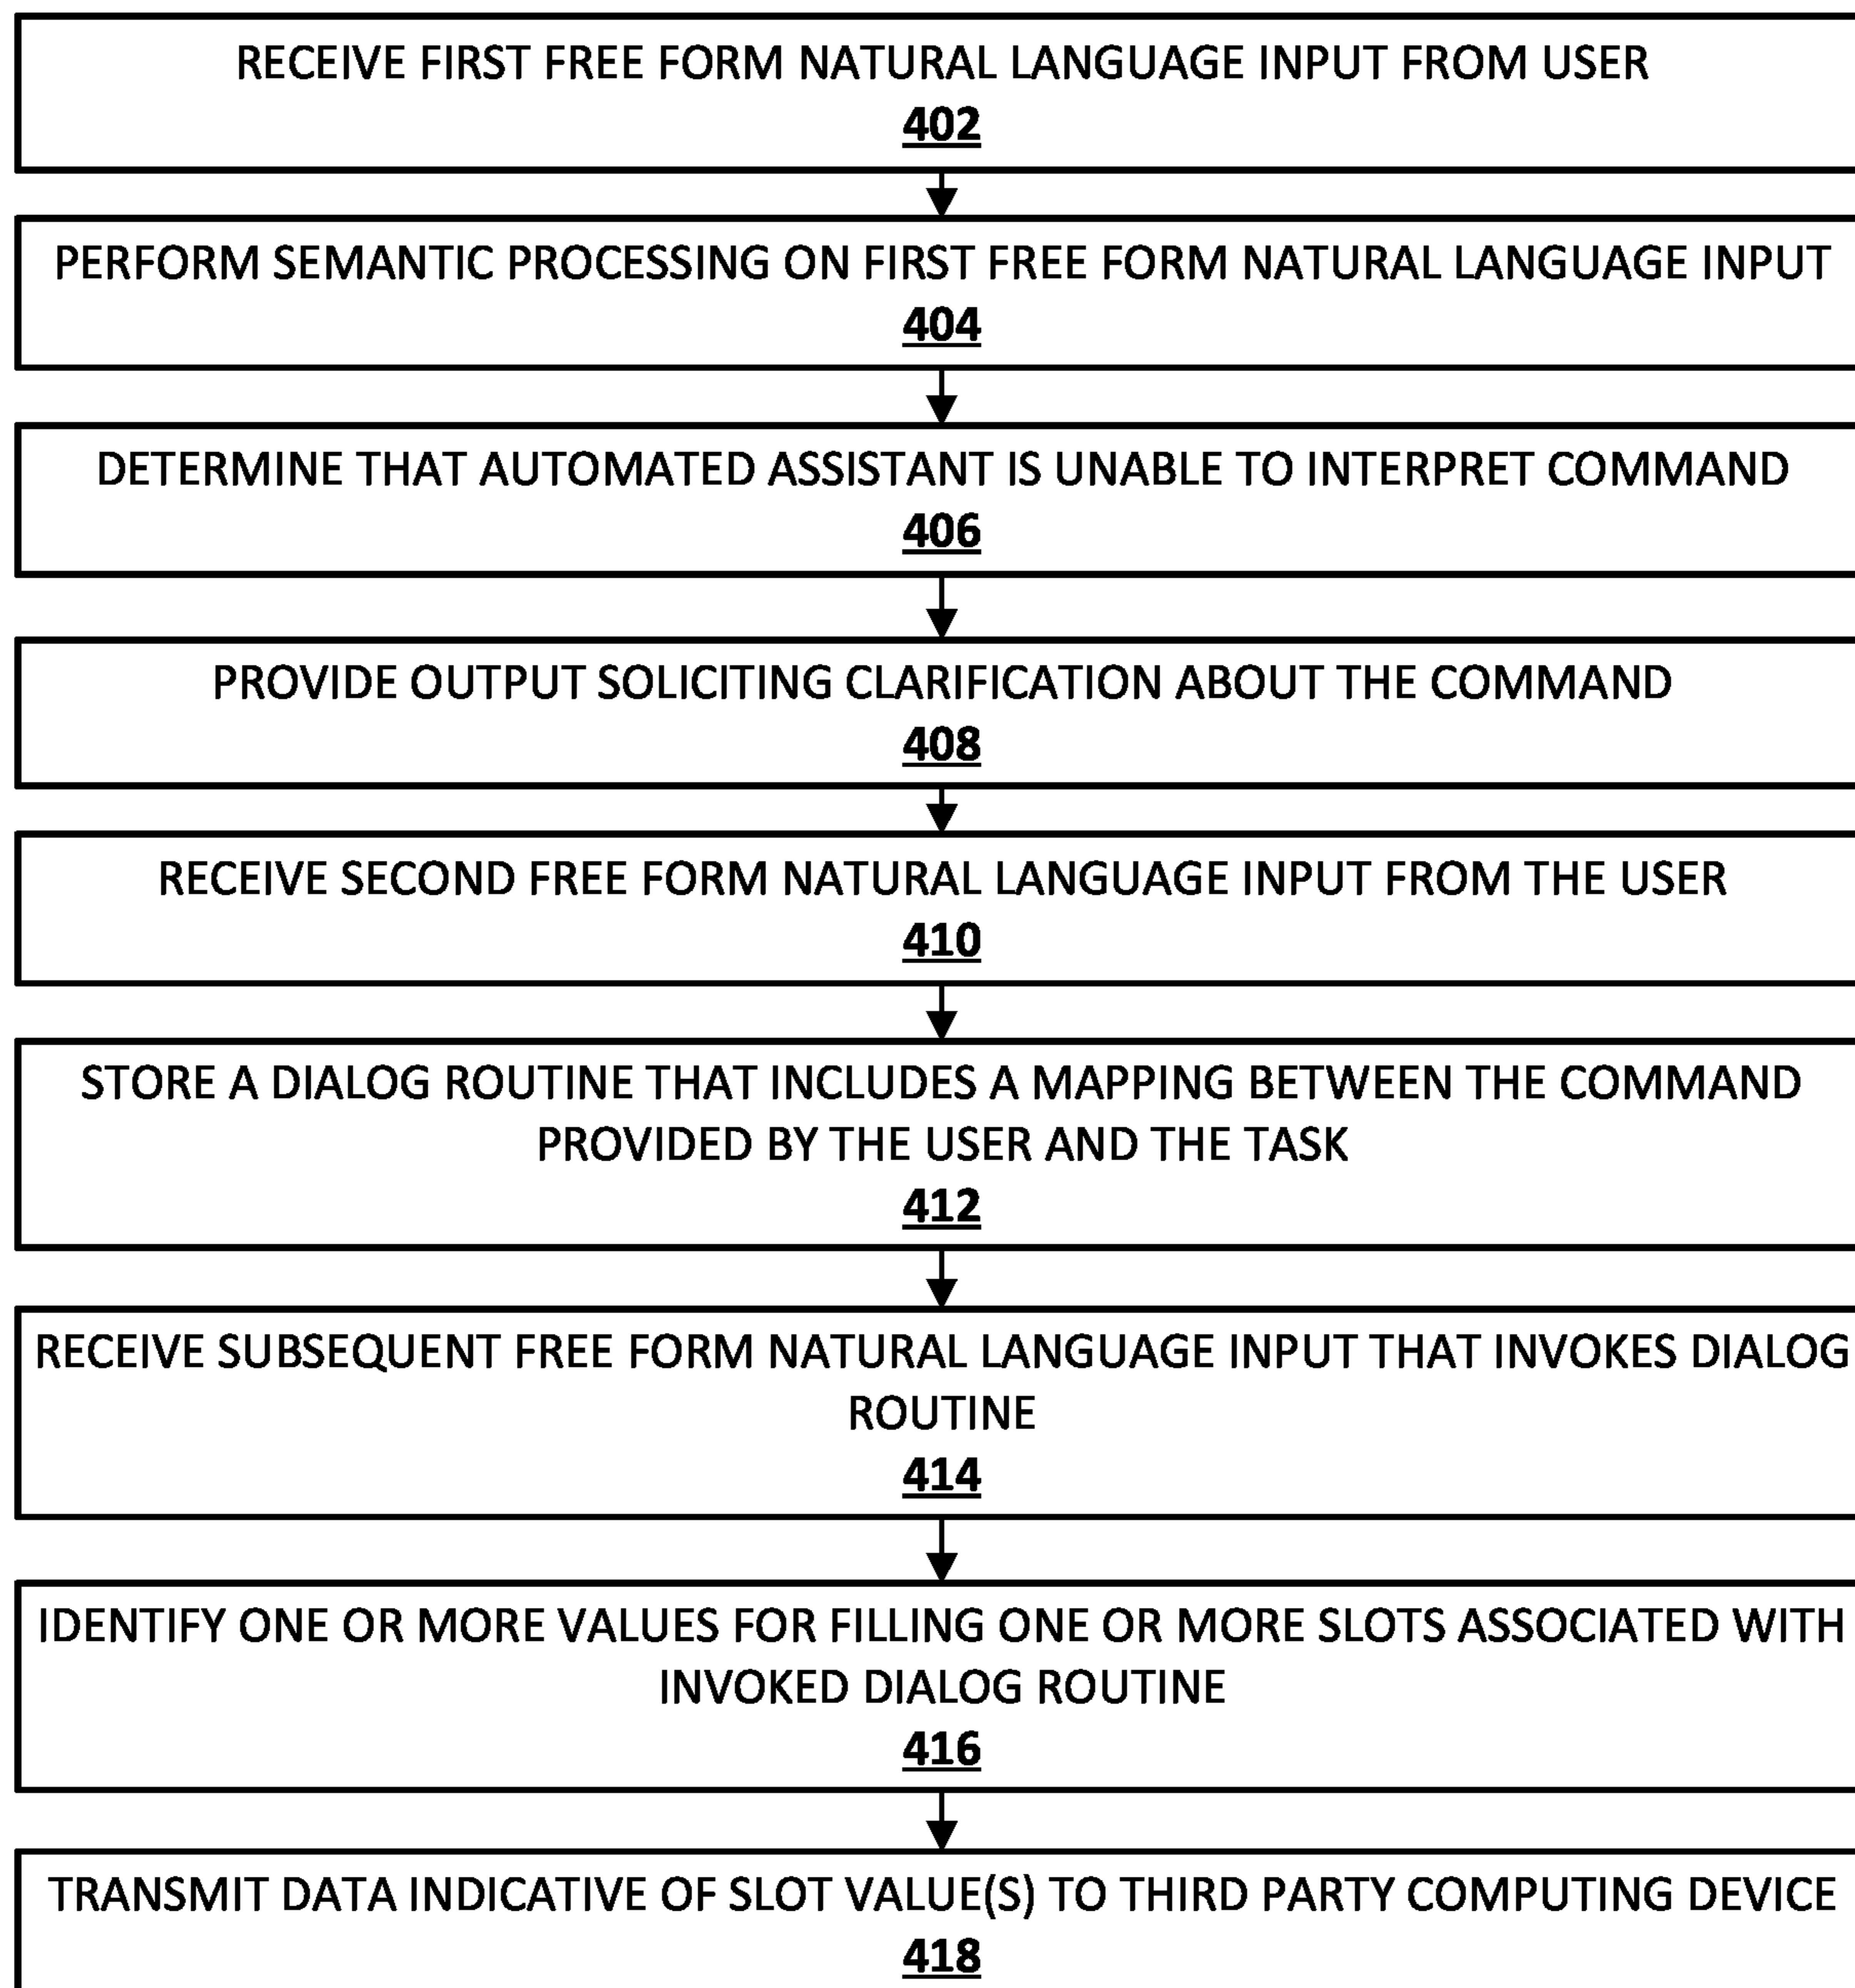 RECEIVE FIRST FREE FORM NATURAL LANGUAGE INPUT FROM USER
402
PERFORM SEMANTIC PROCESSING ON FIRST FREE FORM NATURAL LANGUAGE INPUT
404
DETERMINE THAT AUTOMATED ASSISTANT IS UNABLE TO INTERPRET COMMAND
406
PROVIDE OUTPUT SOLICITING CLARIFICATION ABOUT THE COMMAND
408
RECEIVE SECOND FREE FORM NATURAL LANGUAGE INPUT FROM THE USER
410
STORE A DIALOG ROUTINE THAT INCLUDES A MAPPING BETWEEN THE COMMAND
PROVIDED BY THE USER AND THE TASK
412
RECEIVE SUBSEQUENT FREE FORM NATURAL LANGUAGE INPUT THAT INVOKES DIALOG
ROUTINE
414
IDENTIFY ONE OR MORE VALUES FOR FILLING ONE OR MORE SLOTS ASSOCIATED WITH
INVOKED DIALOG ROUTINE
416
TRANSMIT DATA INDICATIVE OF SLOT VALUE(S) TO THIRD PARTY COMPUTING DEVICE
418